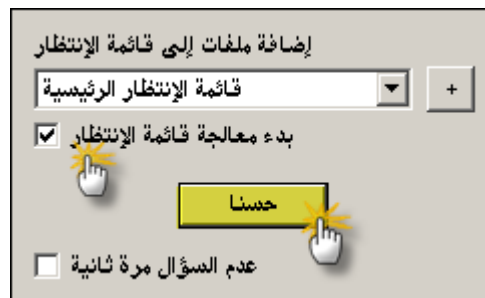 إضافة ملفات إلى قائمة الإنتظار
قائمة الإنتظار الرئيسية
+
بدء معالجة قائمة الإنتظار
حسنا
عدم السؤال مرة ثانية